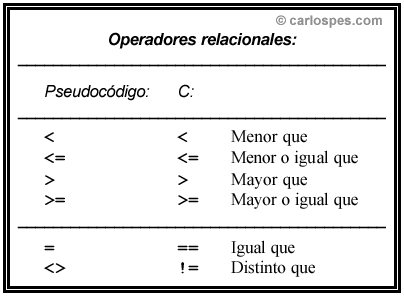 © carlospes.com
Operadores relacionales:
Pseudocódigo: C:
< < Menor que
<= <= Menor o igual que
> > Mayor que
>= >= Mayor o igual que
= == Igual que
<> != Distinto que